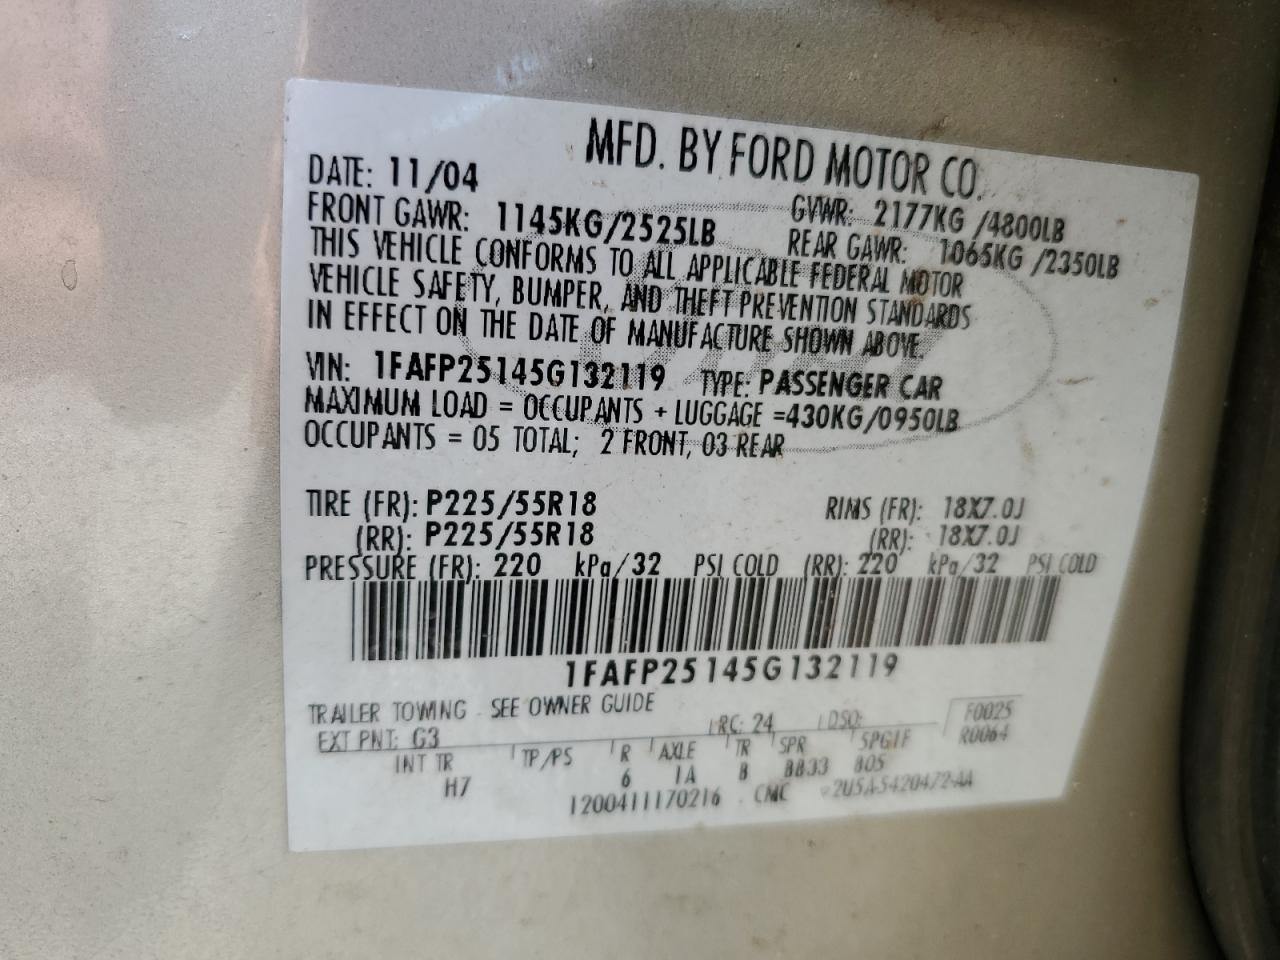 MFD. BY FORD MOTOR CO.
DATE: 11/04 GVWR: 2177KG /4800LB
FRONT GAWR: 1145KG/2525LB REAR GAWR: 1065KG /2350LB
THIS VEHICLE CONFORMS TO ALL APPLICABLE FEDERAL MOTOR
VEHICLE SAFETY, BUMPER, AND THEFT PREVENTION STANDARDS
IN EFFECT ON THE DATE OF MANUFACTURE SHOWN ABOVE.
VIN: 1FAFP25145G132119 TYPE: PASSENGER CAR
MAXIMUM LOAD = OCCUPANTS + LUGGAGE =430KG/0950LB
OCCUPANTS = 05 TOTAL; 2 FRONT, 03 REAR
TIRE (FR): P225/55R18 RIMS (FR): 18X7.0J
(RR): P225/55R18 (RR): 18X7.0J
PRESSURE (FR): 220 kPa/32 PSI COLD (RR): 220 kPa/32 PSI COLD
1FAFP25145G132119
TRAILER TOWING - SEE OWNER GUIDE
EXT PNT: G3 RC: 24 DSO: F0025
R0064
INT TR TP/PS R AXLE TR SPR
H7 6 1A B BB33
1200411170216 CMC